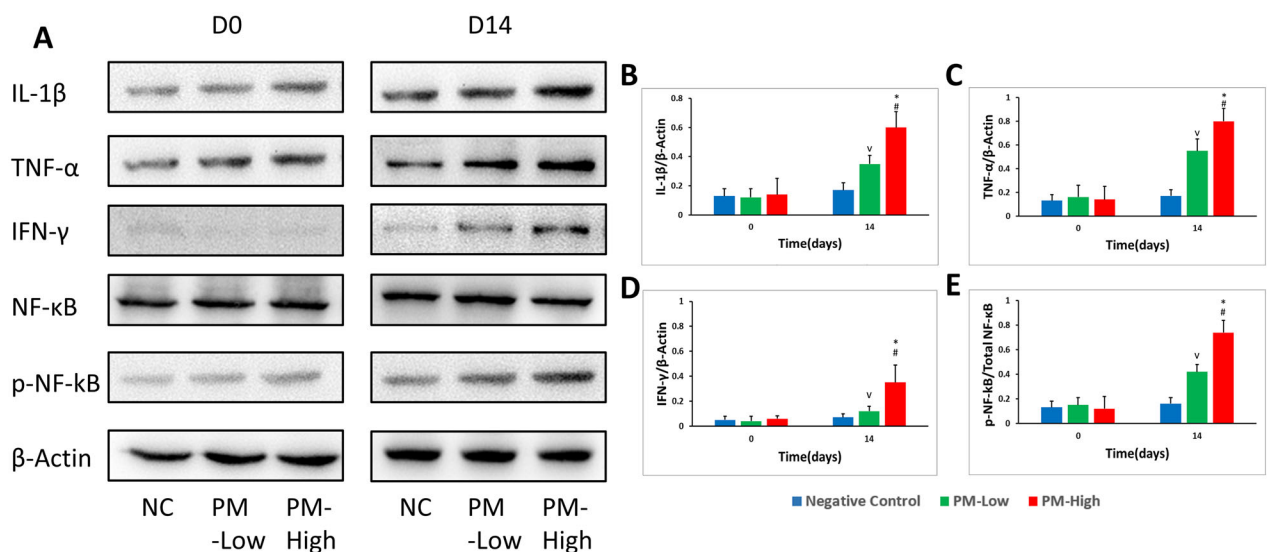 A
D0
D14
IL-1β
TNF-α
IFN-γ
NF-κB
p-NF-kB
β-Actin
NC
PM
-Low
PM-
High
NC
PM
-Low
PM-
High
B
IL-1β/β-Actin
0.8
0.6
0.4
0.2
0
v
*
#
0
14
Time(days)
C
TNF-α/β-Actin
1
0.8
0.6
0.4
0.2
0
v
*
#
0
14
Time(days)
D
IFN-γ/β-Actin
1
0.8
0.6
0.4
0.2
0
v
*
#
0
14
Time(days)
E
p-NF-kB/Total NF-κB
1
0.8
0.6
0.4
0.2
0
v
*
#
0
14
Time(days)
Negative Control PM-Low PM-High